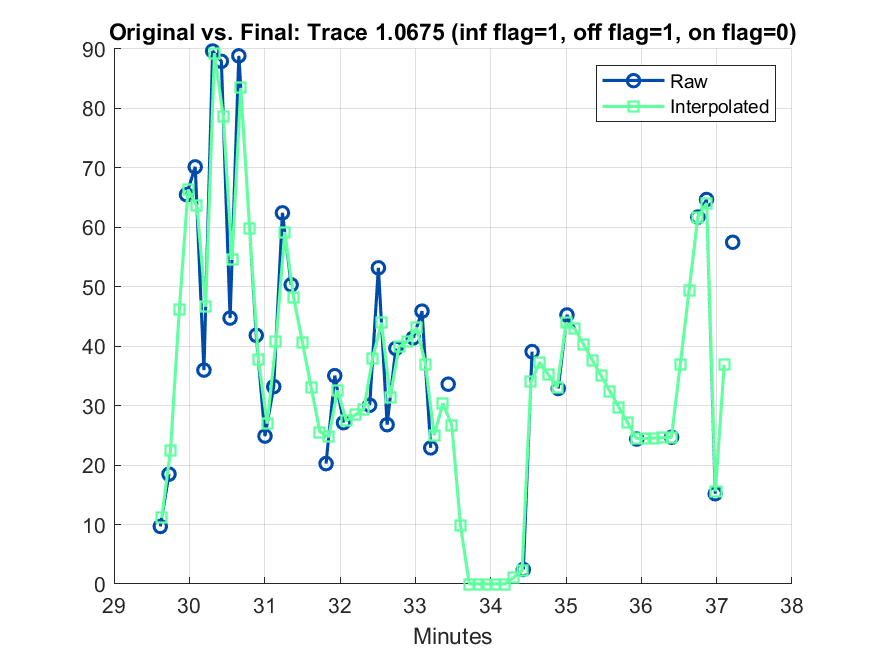 Original vs. Final: Trace 1.0675 (inf flag=1, off flag=1, on flag=0)
90
80
70
60
50
40
30
20
10
0
Raw
Interpolated
29 30 31 32 33 34 35 36 37 38
Minutes